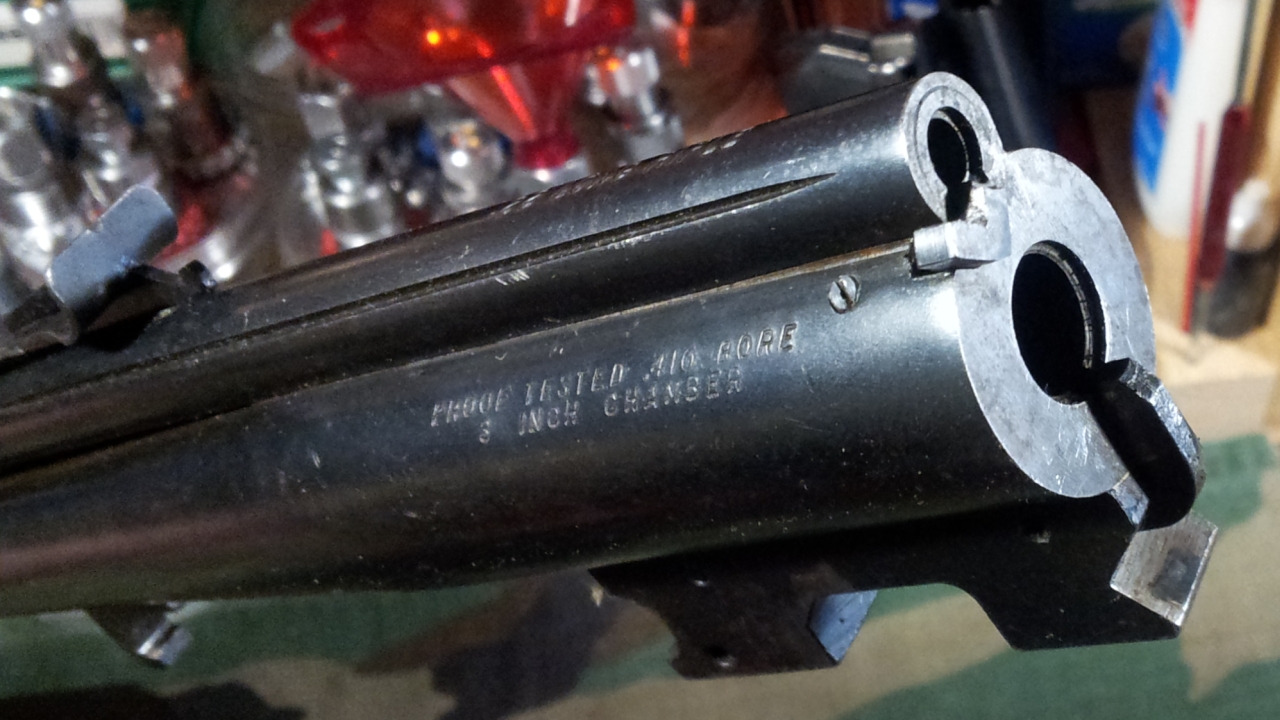 PROOF TESTED .410 BORE
3 INCH CHAMBER